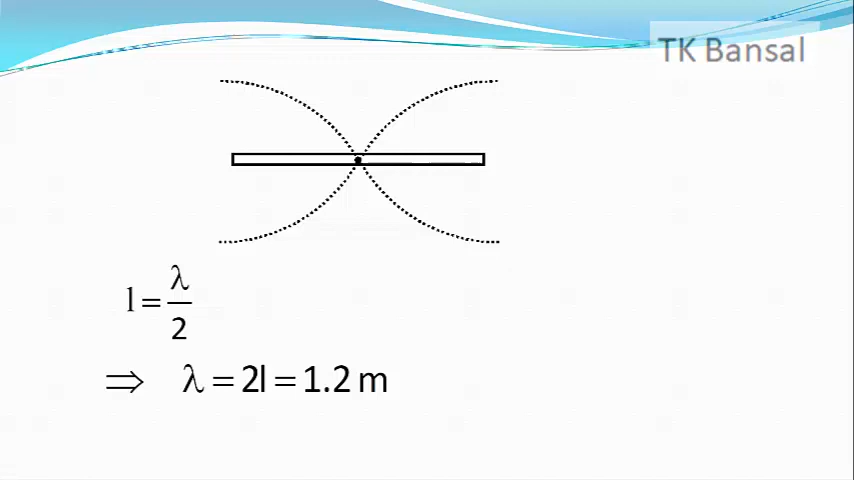 TK Bansal
l = λ/2
⇒ λ = 2l = 1.2 m